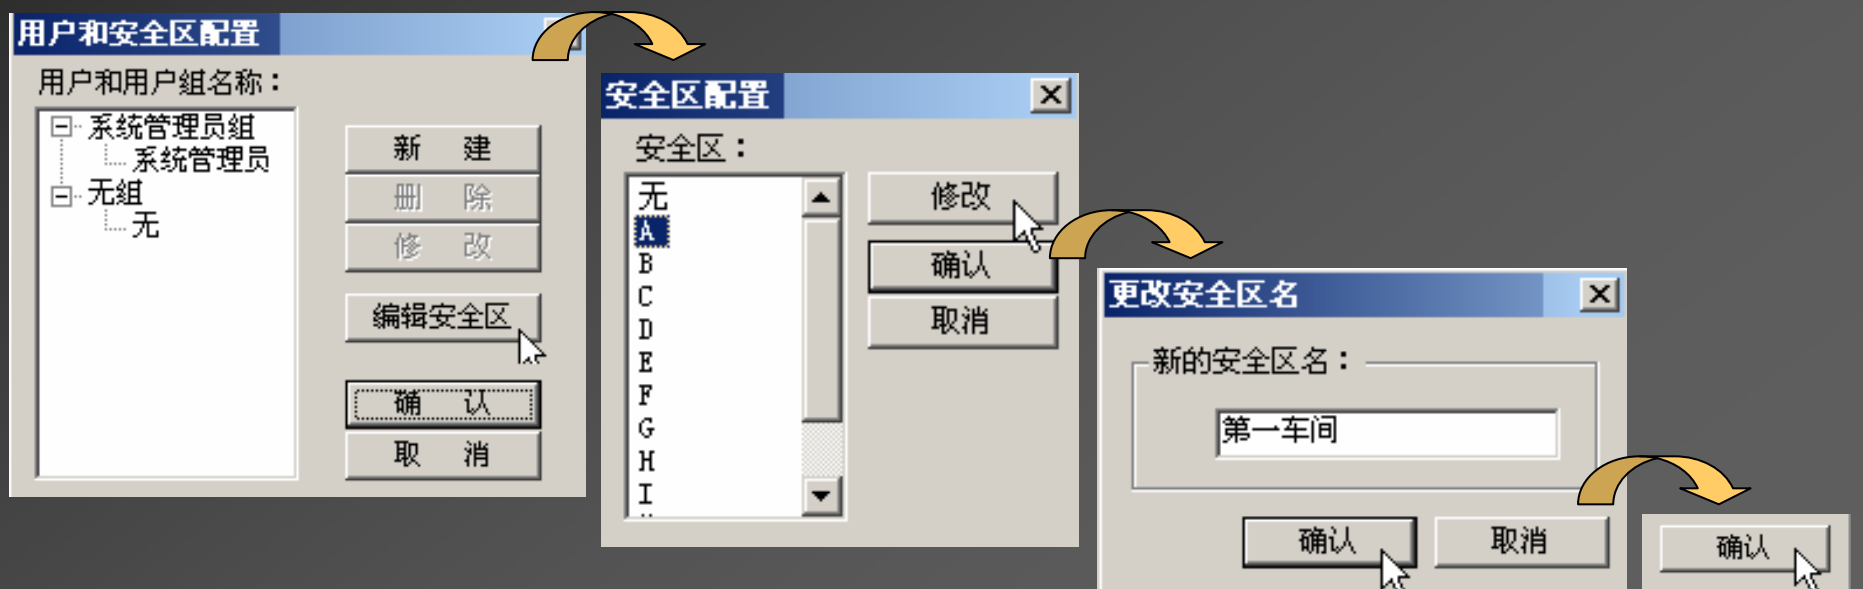 用户和安全区配置
用户和用户组名称：
系统管理员组
系统管理员
无组
无
新 建
删 除
修 改
编辑安全区
确 认
取 消
安全区配置
安全区：
无
A
B
C
D
E
F
G
H
I
修改
确认
取消
更改安全区名
新的安全区名：
第一车间
确认
取消
确认